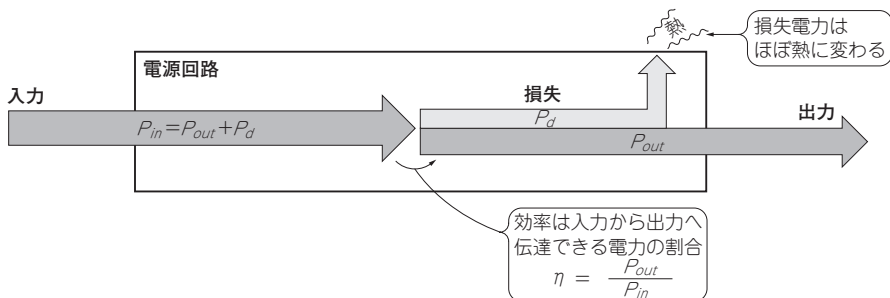 熱
損失電力は
ほぼ熱に変わる
電源回路
入力
損失
出力
P_in=P_out+P_d
P_d
P_out
効率は入力から出力へ
伝達できる電力の割合
η = P_out/P_in